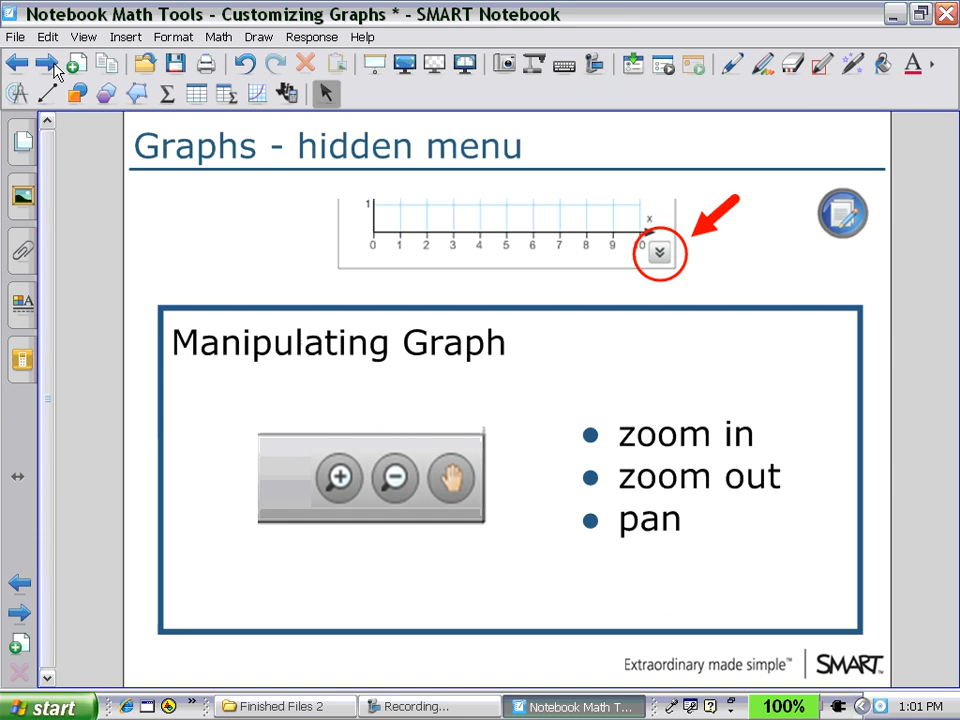 Notebook Math Tools - Customizing Graphs * - SMART Notebook
File Edit View Insert Format Math Draw Response Help
Graphs - hidden menu
1
x
0 1 2 3 4 5 6 7 8 9 10
Manipulating Graph
zoom in
zoom out
pan
Extraordinary made simple™ SMART
start Finished Files 2 Recording... Notebook Math T... 100% 1:01 PM